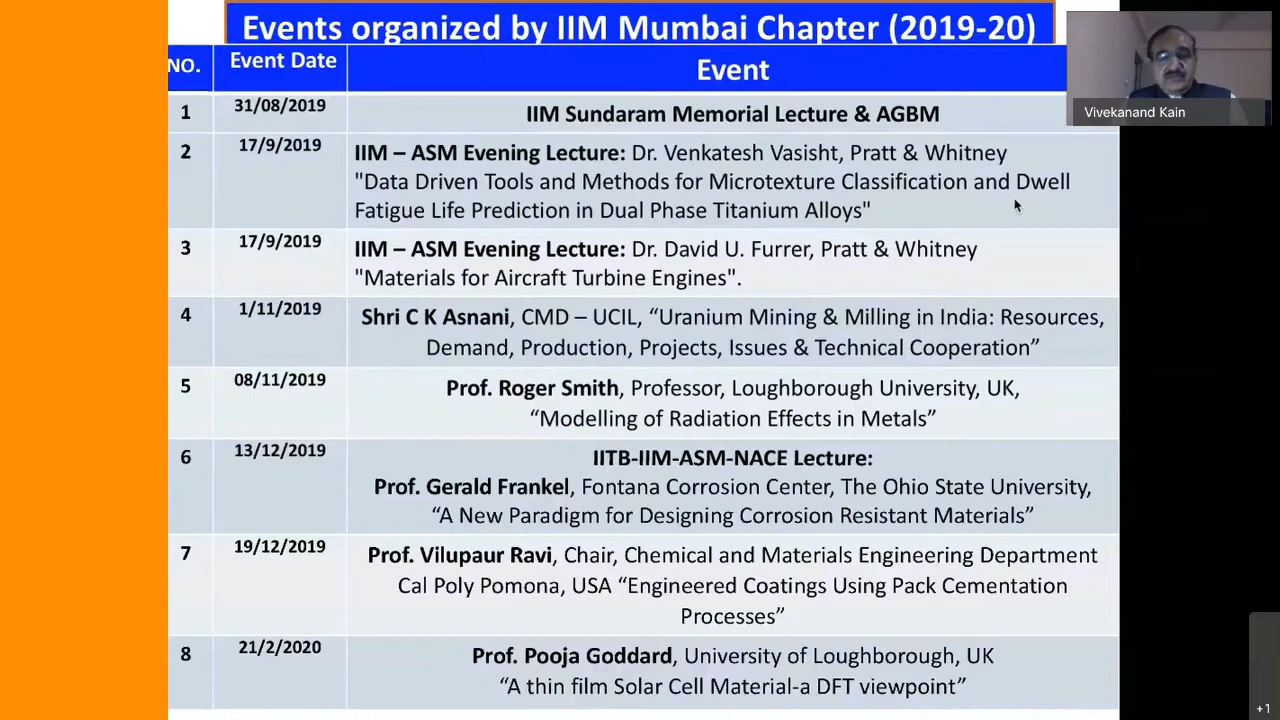 Events organized by IIM Mumbai Chapter (2019-20)
NO. Event Date Event
1 31/08/2019 IIM Sundaram Memorial Lecture & AGBM
2 17/9/2019 IIM – ASM Evening Lecture: Dr. Venkatesh Vasisht, Pratt & Whitney
"Data Driven Tools and Methods for Microtexture Classification and Dwell
Fatigue Life Prediction in Dual Phase Titanium Alloys"
3 17/9/2019 IIM – ASM Evening Lecture: Dr. David U. Furrer, Pratt & Whitney
"Materials for Aircraft Turbine Engines".
4 1/11/2019 Shri C K Asnani, CMD – UCIL, “Uranium Mining & Milling in India: Resources,
Demand, Production, Projects, Issues & Technical Cooperation”
5 08/11/2019 Prof. Roger Smith, Professor, Loughborough University, UK,
“Modelling of Radiation Effects in Metals”
6 13/12/2019 IITB-IIM-ASM-NACE Lecture:
Prof. Gerald Frankel, Fontana Corrosion Center, The Ohio State University,
“A New Paradigm for Designing Corrosion Resistant Materials”
7 19/12/2019 Prof. Vilupaur Ravi, Chair, Chemical and Materials Engineering Department
Cal Poly Pomona, USA “Engineered Coatings Using Pack Cementation
Processes”
8 21/2/2020 Prof. Pooja Goddard, University of Loughborough, UK
“A thin film Solar Cell Material-a DFT viewpoint”
Vivekanand Kain
+1